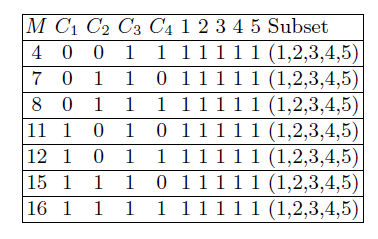 M C₁ C₂ C₃ C₄ 1 2 3 4 5 Subset
4 0 0 1 1 1 1 1 1 1 (1,2,3,4,5)
7 0 1 1 0 1 1 1 1 1 (1,2,3,4,5)
8 0 1 1 1 1 1 1 1 1 (1,2,3,4,5)
11 1 0 1 0 1 1 1 1 1 (1,2,3,4,5)
12 1 0 1 1 1 1 1 1 1 (1,2,3,4,5)
15 1 1 1 0 1 1 1 1 1 (1,2,3,4,5)
16 1 1 1 1 1 1 1 1 1 (1,2,3,4,5)